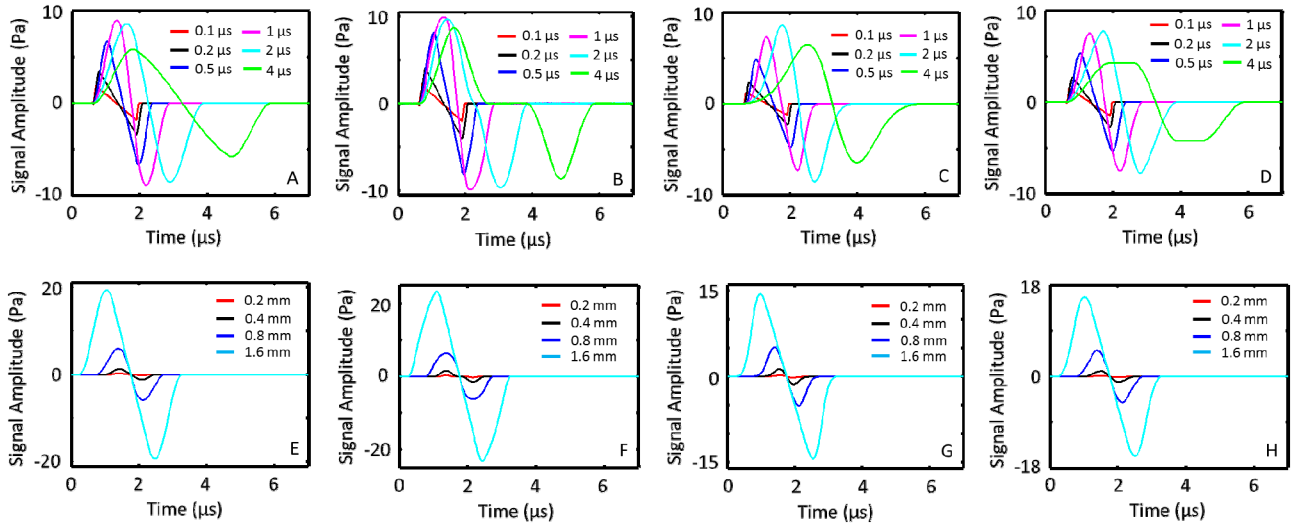 10
0
-10
Signal Amplitude (Pa)
0.1 µs
0.2 µs
0.5 µs
1 µs
2 µs
4 µs
A
0 2 4 6
Time (µs)
10
0
-10
Signal Amplitude (Pa)
0.1 µs
0.2 µs
0.5 µs
1 µs
2 µs
4 µs
B
0 2 4 6
Time (µs)
10
0
-10
Signal Amplitude (Pa)
0.1 µs
0.2 µs
0.5 µs
1 µs
2 µs
4 µs
C
0 2 4 6
Time (µs)
10
0
-10
Signal Amplitude (Pa)
0.1 µs
0.2 µs
0.5 µs
1 µs
2 µs
4 µs
D
0 2 4 6
Time (µs)
20
0
-20
Signal Amplitude (Pa)
0.2 mm
0.4 mm
0.8 mm
1.6 mm
E
0 2 4 6
Time (µs)
20
0
-20
Signal Amplitude (Pa)
0.2 mm
0.4 mm
0.8 mm
1.6 mm
F
0 2 4 6
Time (µs)
15
0
-15
Signal Amplitude (Pa)
0.2 mm
0.4 mm
0.8 mm
1.6 mm
G
0 2 4 6
Time (µs)
18
0
-18
Signal Amplitude (Pa)
0.2 mm
0.4 mm
0.8 mm
1.6 mm
H
0 2 4 6
Time (µs)